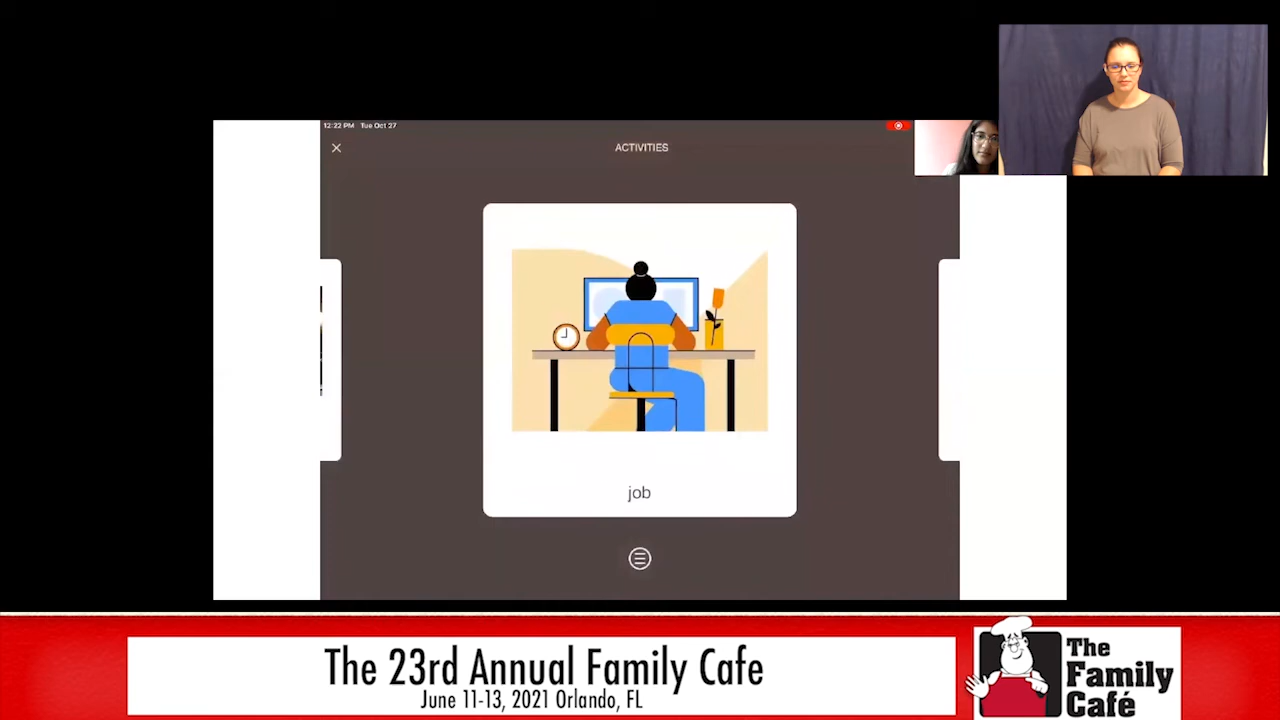 12:22 PM Tue Oct 27
ACTIVITIES
job
The 23rd Annual Family Cafe
June 11-13, 2021 Orlando, FL
The
Family
Café